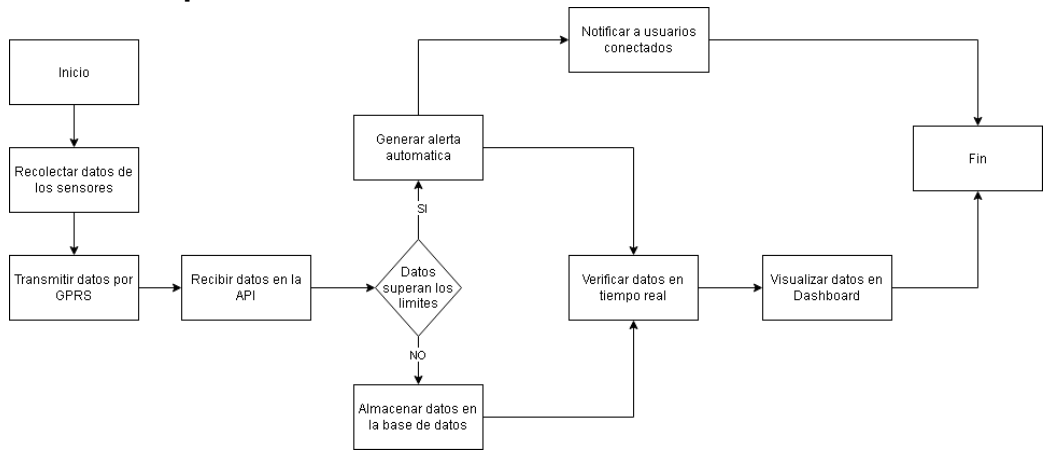 Inicio
Recolectar datos de
los sensores
Transmitir datos por
GPRS
Recibir datos en la
API
Datos
superan los
limites
SI
Generar alerta
automatica
Notificar a usuarios
conectados
NO
Almacenar datos en
la base de datos
Verificar datos en
tiempo real
Visualizar datos en
Dashboard
Fin